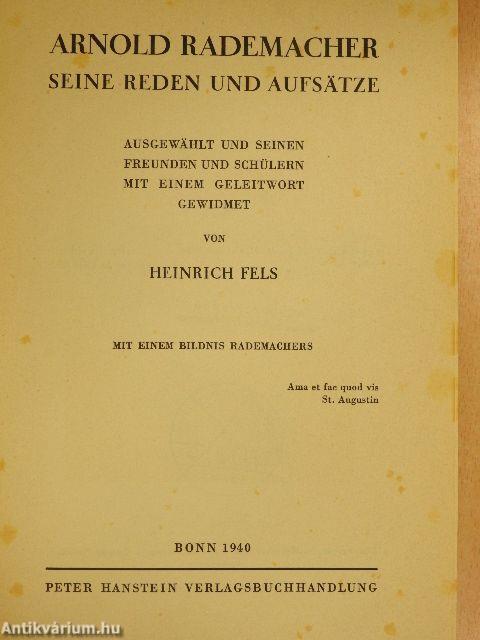 ARNOLD RADEMACHER
SEINE REDEN UND AUFSÄTZE
AUSGEWÄHLT UND SEINEN
FREUNDEN UND SCHÜLERN
MIT EINEM GELEITWORT
GEWIDMET
VON
HEINRICH FELS
MIT EINEM BILDNIS RADEMACHERS
Ama et fac quod vis
St. Augustin
BONN 1940
PETER HANSTEIN VERLAGSBUCHHANDLUNG
Antikvárium.hu